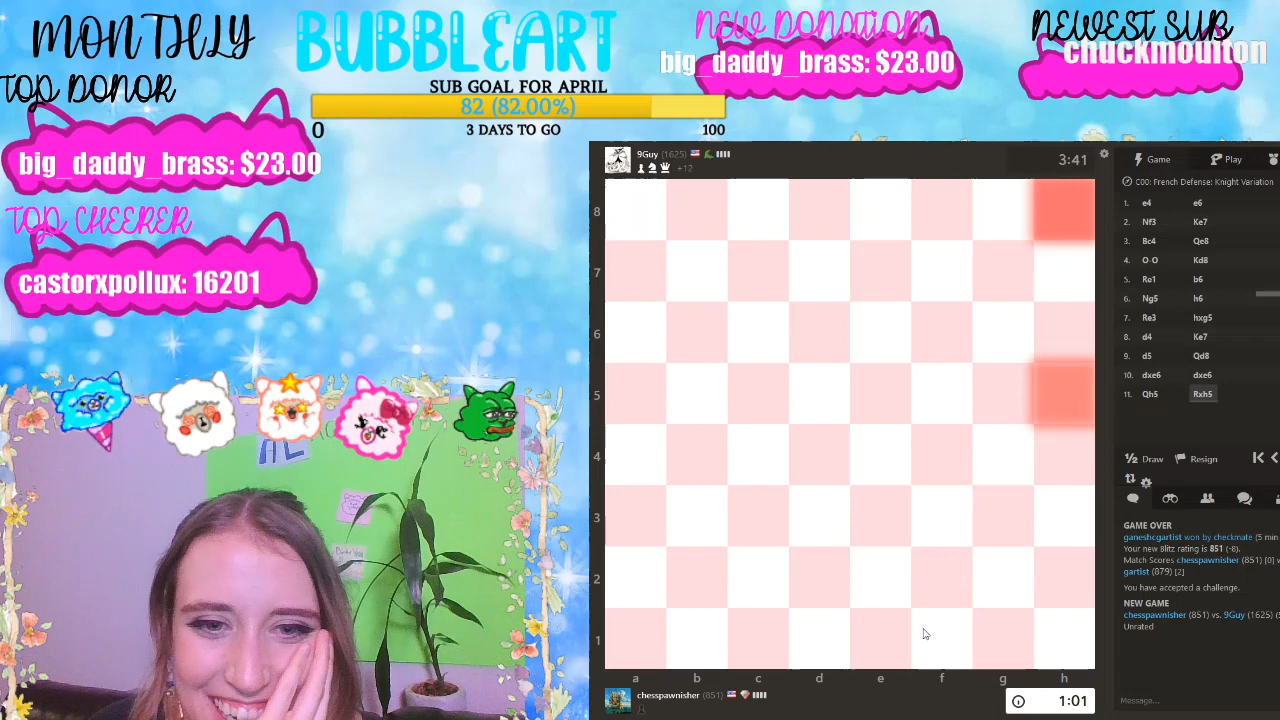 MONTHLY
TOP DONOR
big_daddy_brass: $23.00
TOP CHEERER
castorxpollux: 16201
BUBBLEART
SUB GOAL FOR APRIL
82 (82.00%)
0
3 DAYS TO GO
100
NEW DONATION
big_daddy_brass: $23.00
NEWEST SUB
chuckmoulton
9Guy (1625)
+12
3:41
8
7
6
5
4
3
2
1
a b c d e f g h
chesspawnisher (851)
1:01
Game
Play
C00: French Defense: Knight Variation
1. e4 e6
2. Nf3 Ke7
3. Bc4 Qe8
4. O-O Kd8
5. Re1 b6
6. Ng5 h6
7. Re3 hxg5
8. d4 Ke7
9. d5 Qd8
10. dxe6 dxe6
11. Qh5 Rxh5
½ Draw
Resign
GAME OVER
ganeshcgartist won by checkmate (5 min
Your new Blitz rating is 851 (-8).
Match Scores chesspawnisher (851) [0]
gartist (879) [2]
You have accepted a challenge.
NEW GAME
chesspawnisher (851) vs. 9Guy (1625)
Unrated
Message...